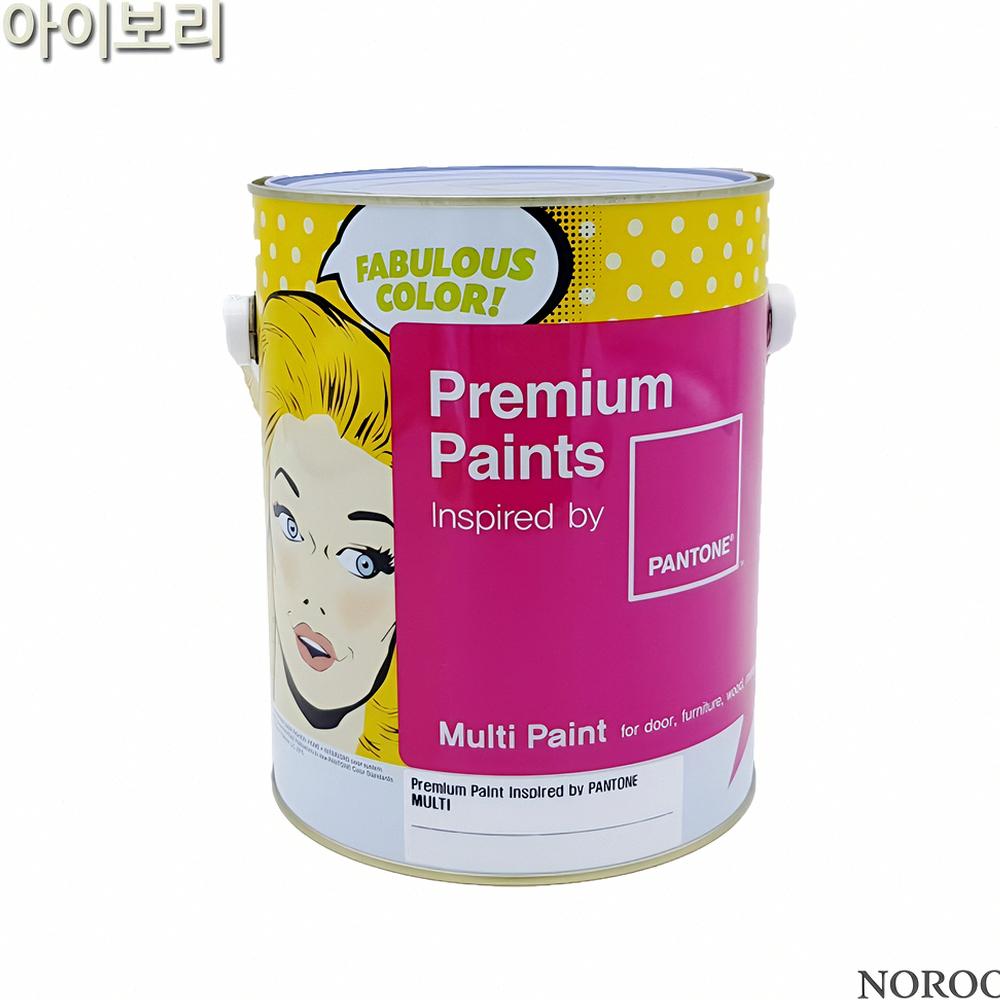 아이보리
FABULOUS
COLOR!
Premium
Paints
Inspired by
PANTONE®
Multi Paint for door, furniture, wood,
Premium Paint Inspired by PANTONE
MULTI
NOROO